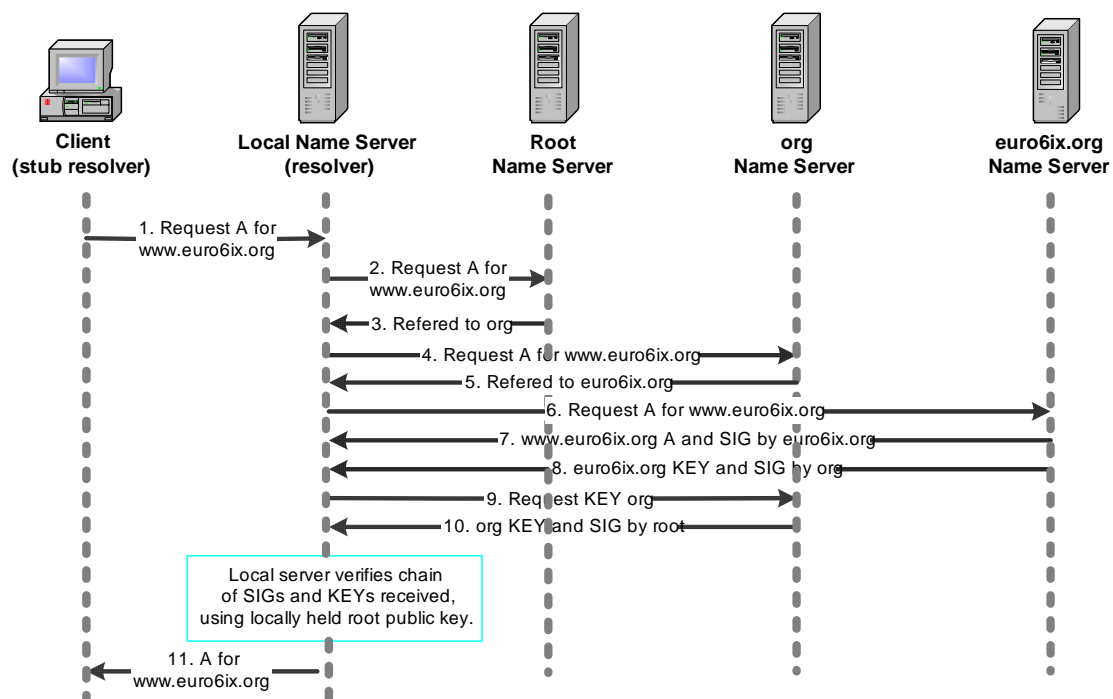 Client
(stub resolver)
Local Name Server
(resolver)
Root
Name Server
org
Name Server
euro6ix.org
Name Server
1. Request A for
www.euro6ix.org
2. Request A for
www.euro6ix.org
3. Refered to org
4. Request A for www.euro6ix.org
5. Refered to euro6ix.org
6. Request A for www.euro6ix.org
7. www.euro6ix.org A and SIG by euro6ix.org
8. euro6ix.org KEY and SIG by org
9. Request KEY org
10. org KEY and SIG by root
Local server verifies chain
of SIGs and KEYs received,
using locally held root public key.
11. A for
www.euro6ix.org